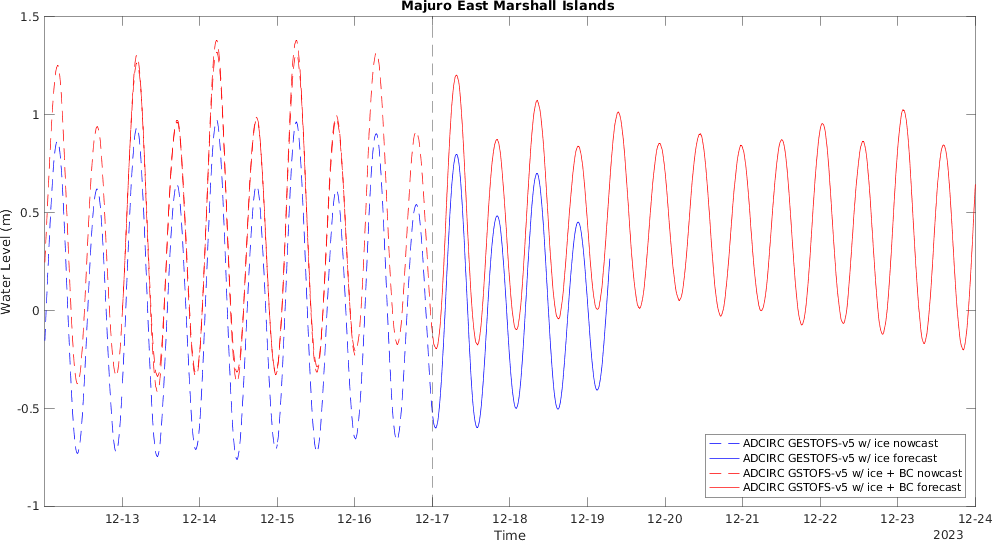 Majuro East Marshall Islands
1.5
1
0.5
0
-0.5
-1
Water Level (m)
12-13
12-14
12-15
12-16
12-17
12-18
12-19
12-20
12-21
12-22
12-23
12-24
Time
2023
ADCIRC GESTOFS-v5 w/ ice nowcast
ADCIRC GESTOFS-v5 w/ ice forecast
ADCIRC GSTOFS-v5 w/ ice + BC nowcast
ADCIRC GSTOFS-v5 w/ ice + BC forecast